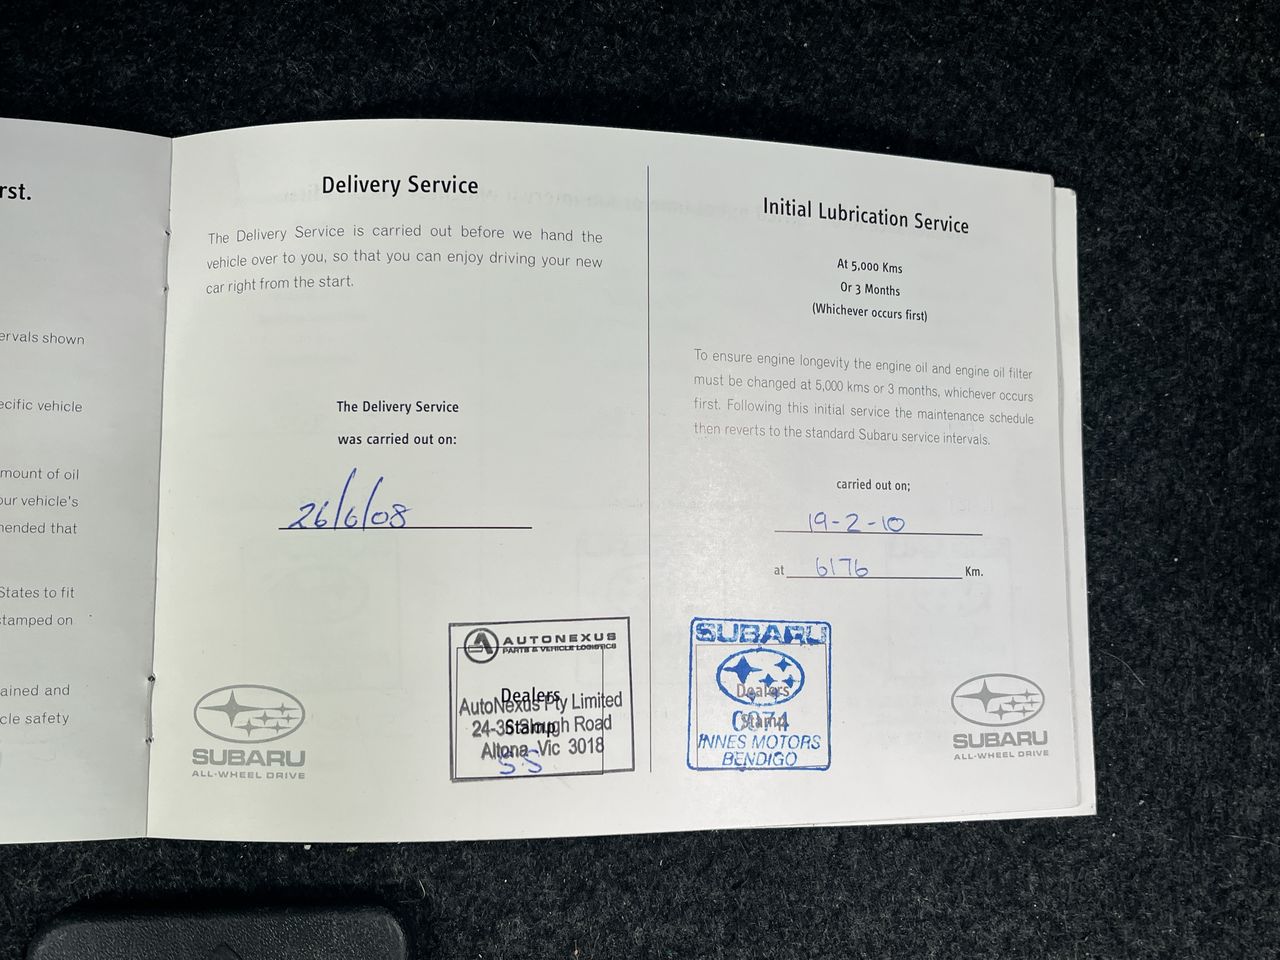 rst.
ervals shown
ecific vehicle
mount of oil
our vehicle's
mended that
States to fit
stamped on
ained and
cle safety
Delivery Service
The Delivery Service is carried out before we hand the
vehicle over to you, so that you can enjoy driving your new
car right from the start.
The Delivery Service
was carried out on:
26/6/08
SUBARU
ALL-WHEEL DRIVE
AUTONEXUS
PARTS & VEHICLE LOGISTICS
Dealers
AutoNexus Pty Limited
Stamp
Road
Altona Vic 3018
SS
Initial Lubrication Service
At 5,000 Kms
Or 3 Months
(Whichever occurs first)
To ensure engine longevity the engine oil and engine oil filter
must be changed at 5,000 kms or 3 months, whichever occurs
first. Following this initial service the maintenance schedule
then reverts to the standard Subaru service intervals.
carried out on;
19-2-10
at 6176 Km.
SUBARU
Dealers
Stamp
0074
INNES MOTORS
BENDIGO
SUBARU
ALL-WHEEL DRIVE